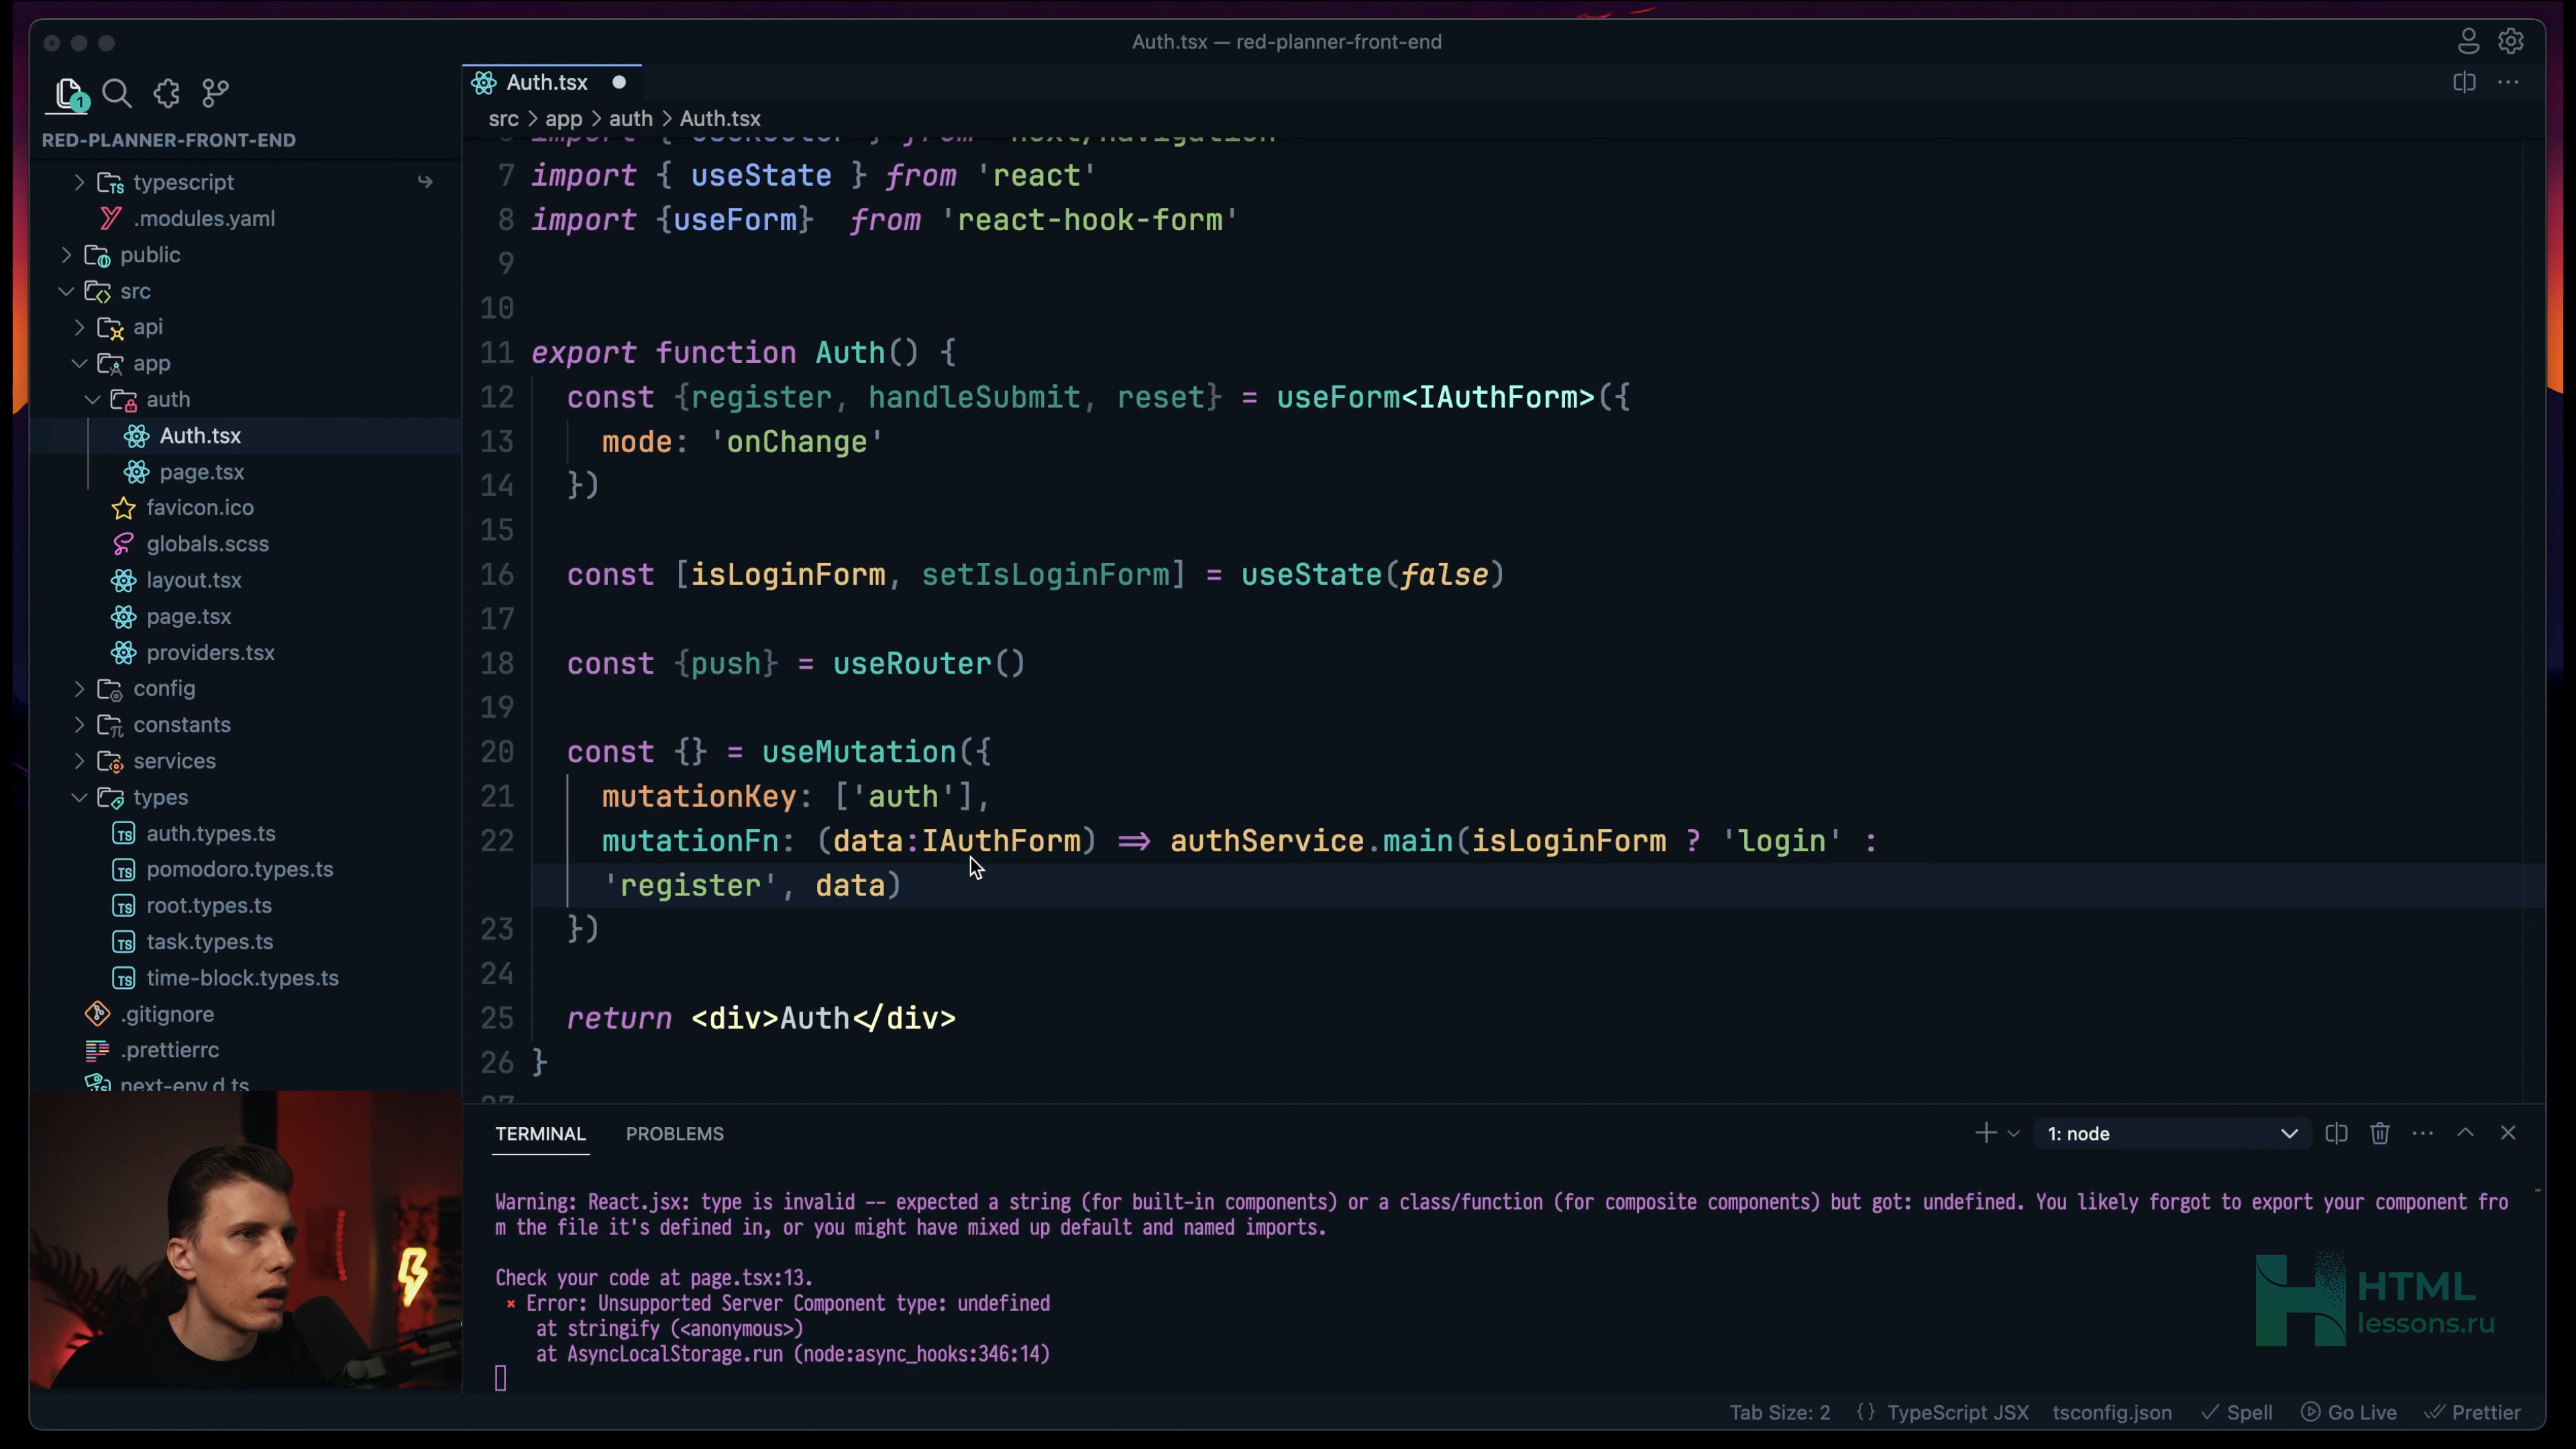 Auth.tsx — red-planner-front-end
1
Auth.tsx
RED-PLANNER-FRONT-END
src > app > auth > Auth.tsx
typescript
.modules.yaml
public
src
api
app
auth
Auth.tsx
page.tsx
favicon.ico
globals.scss
layout.tsx
page.tsx
providers.tsx
config
constants
services
types
auth.types.ts
pomodoro.types.ts
root.types.ts
task.types.ts
time-block.types.ts
.gitignore
.prettierrc
next-env.d.ts
6 import { useRouter } from 'next/navigation'
7 import { useState } from 'react'
8 import {useForm}  from 'react-hook-form'
9
10
11 export function Auth() {
12 const {register, handleSubmit, reset} = useForm<IAuthForm>({
13 mode: 'onChange'
14 })
15
16 const [isLoginForm, setIsLoginForm] = useState(false)
17
18 const {push} = useRouter()
19
20 const {} = useMutation({
21 mutationKey: ['auth'],
22 mutationFn: (data:IAuthForm) => authService.main(isLoginForm ? 'login' :
'register', data)
23 })
24
25 return <div>Auth</div>
26 }
27
TERMINAL PROBLEMS
1: node
Warning: React.jsx: type is invalid -- expected a string (for built-in components) or a class/function (for composite components) but got: undefined. You likely forgot to export your component fro
m the file it's defined in, or you might have mixed up default and named imports.
Check your code at page.tsx:13.
× Error: Unsupported Server Component type: undefined
at stringify (<anonymous>)
at AsyncLocalStorage.run (node:async_hooks:346:14)
HTML
lessons.ru
Tab Size: 2 {} TypeScript JSX tsconfig.json Spell Go Live Prettier